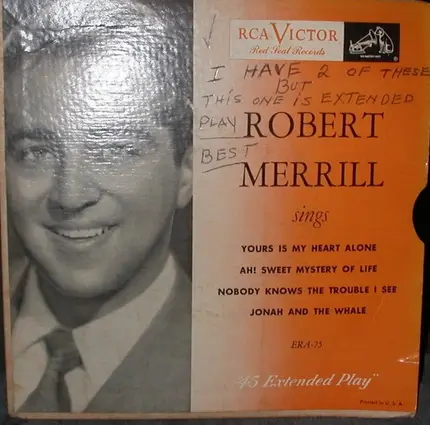 RCA VICTOR
Red Seal Records
I HAVE 2 OF THESE
BUT
THIS ONE IS EXTENDED
PLAY
BEST
ROBERT
MERRILL
sings
YOURS IS MY HEART ALONE
AH! SWEET MYSTERY OF LIFE
NOBODY KNOWS THE TROUBLE I SEE
JONAH AND THE WHALE
ERA-75
"45 Extended Play"
Printed in U. S. A.